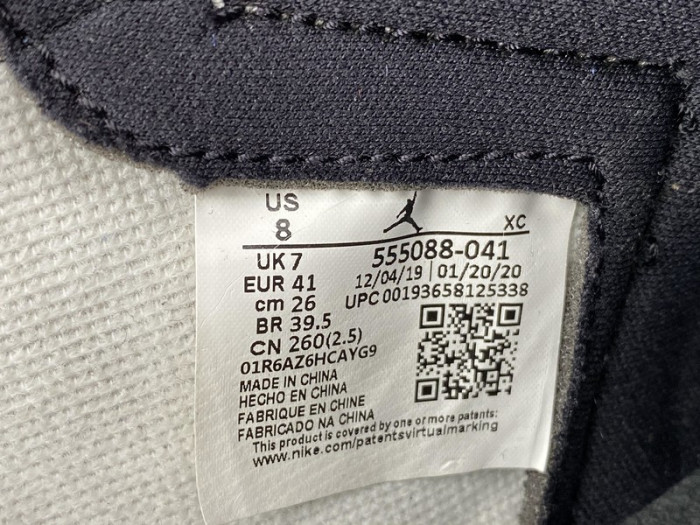 US
8
XC
UK 7
555088-041
EUR 41
12/04/19 | 01/20/20
cm 26
UPC 00193658125338
BR 39.5
CN 260(2.5)
01R6AZ6HCAYG9
MADE IN CHINA
HECHO EN CHINA
FABRIQUE EN CHINE
FABRICADO NA CHINA
This product is covered by one or more patents:
www.nike.com/patentsvirtualmarking